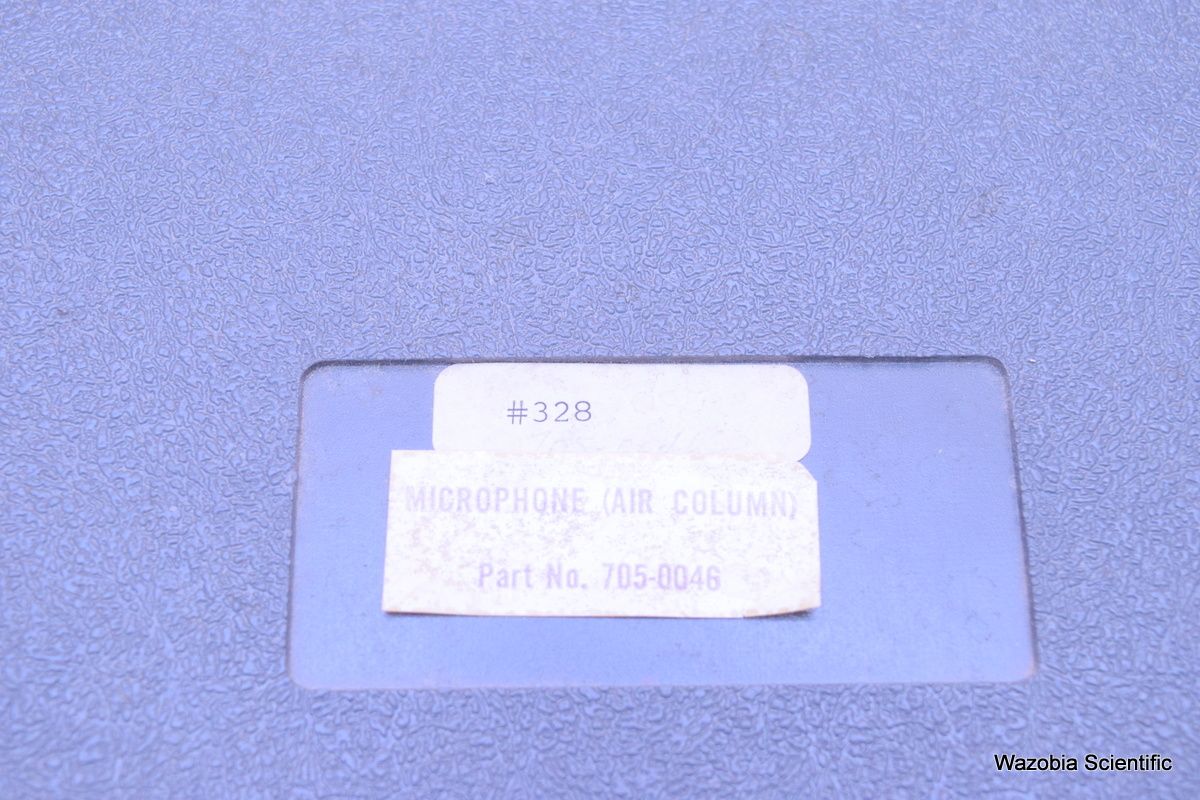 #328
MICROPHONE (AIR COLUMN)
Part No. 705-0046
Wazobia Scientific